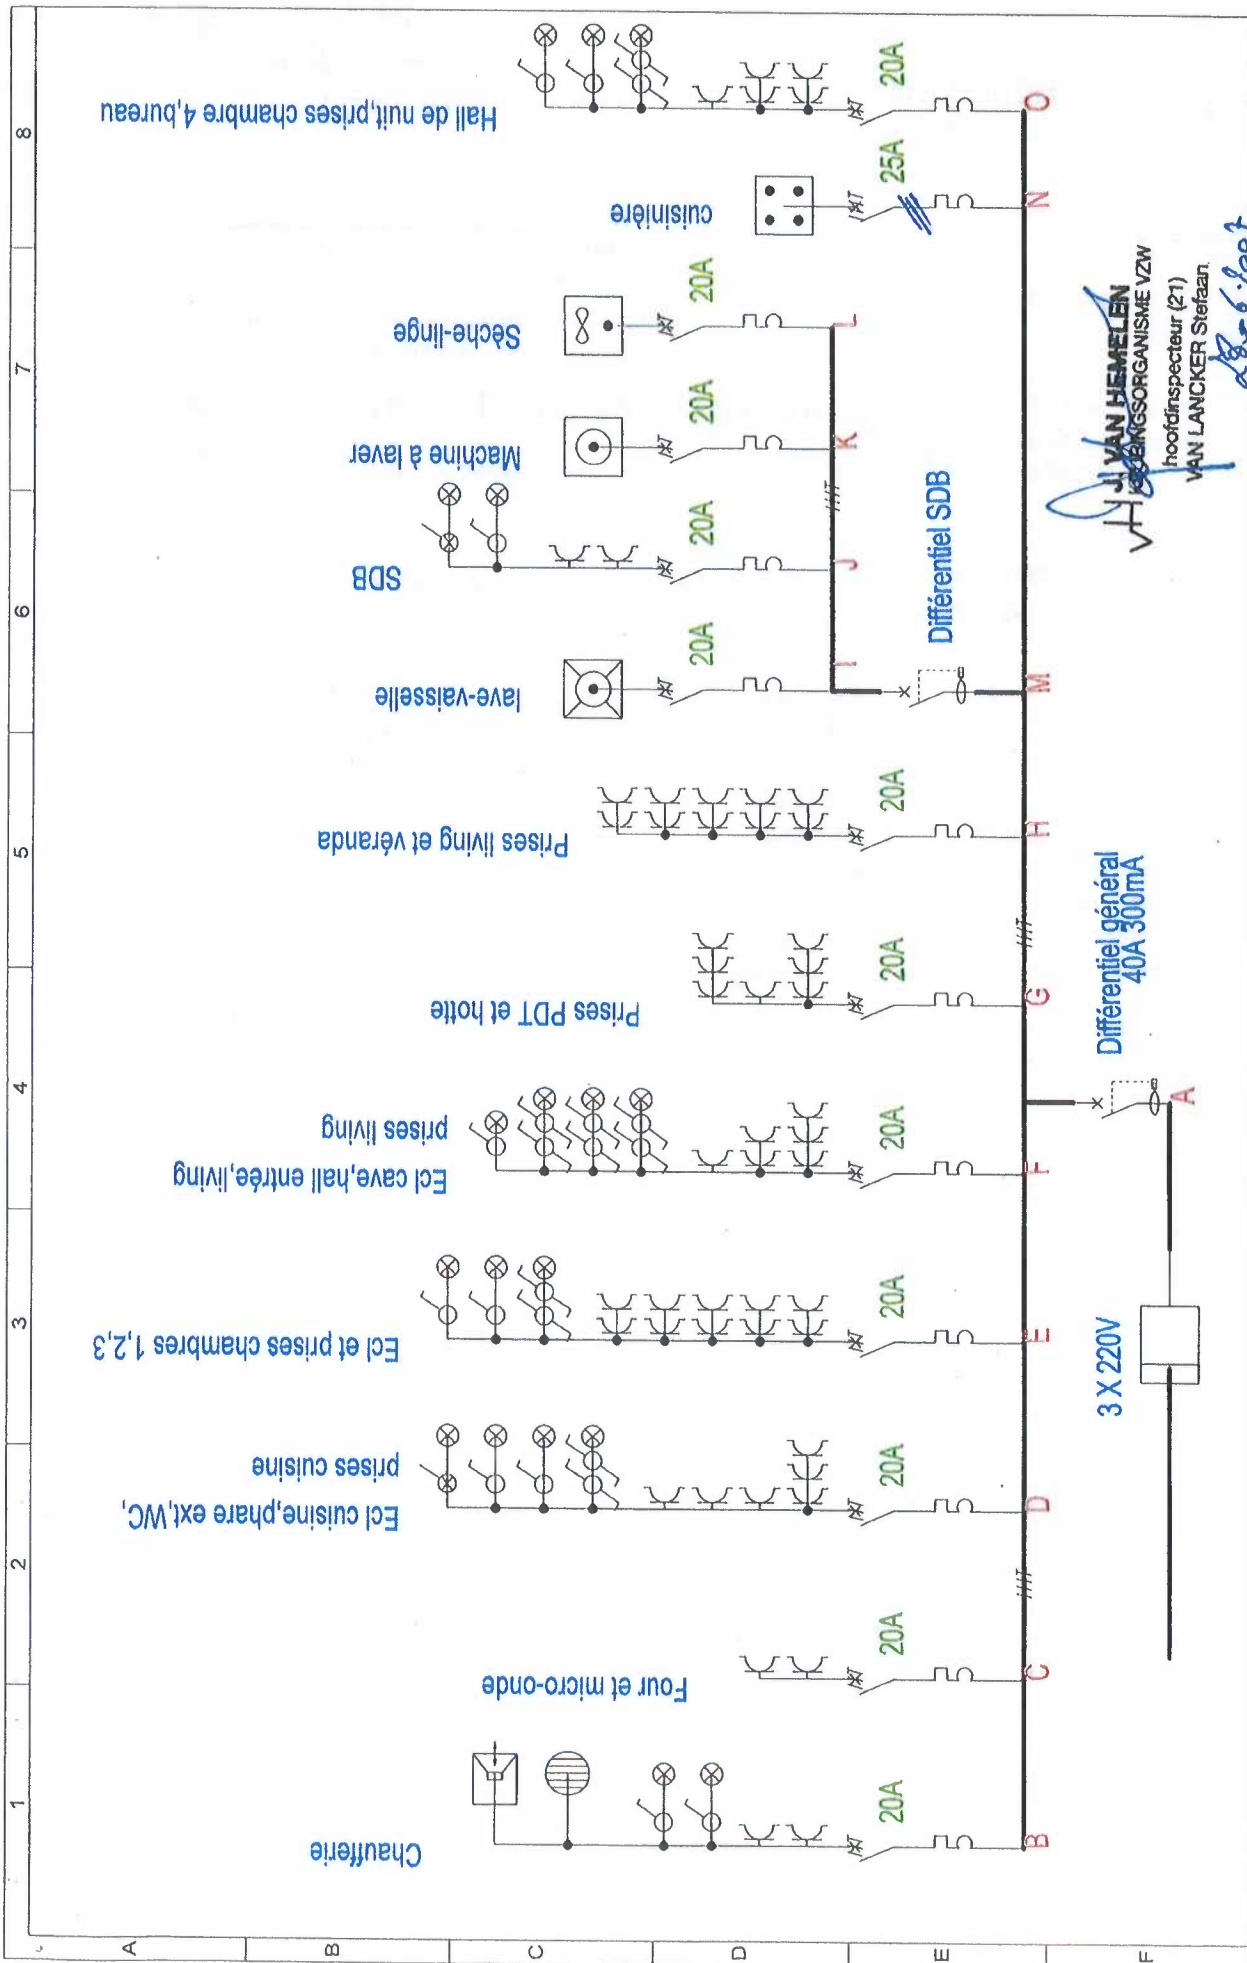 1
2
3
4
5
6
7
8
A
B
C
D
E
F
Chaufferie
Four et micro-onde
Ecl cuisine,phare ext,WC,
prises cuisine
Ecl et prises chambres 1,2,3
Ecl cave,hall entrée,living
prises living
Prises PDT et hotte
Prises living et véranda
lave-vaisselle
SDB
Machine à laver
Sèche-linge
cuisinière
Hall de nuit,prises chambre 4,bureau
20A
20A
20A
20A
20A
20A
20A
20A
20A
20A
20A
25A
20A
B
C
D
E
F
G
H
I
J
K
L
M
N
O
Différentiel SDB
3 X 220V
A
Différentiel général
40A 300mA
J. VAN HEMELEN
KEURINGSORGANISME VZW
hoofdinspecteur (21)
VAN LANCKER Stefaan